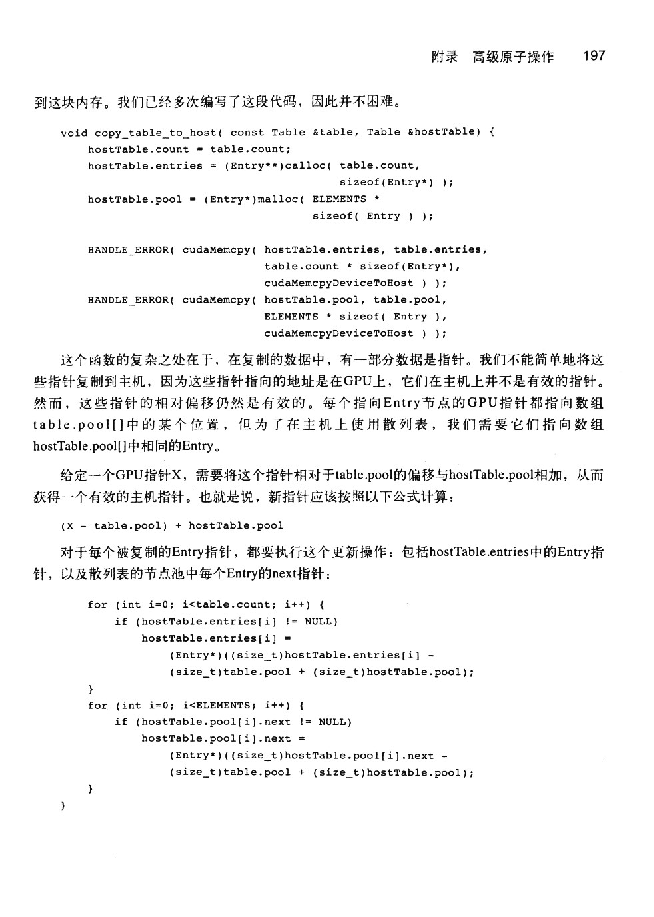 附录 高级原子操作 197
到这块内存。我们已经多次编写了这段代码，因此并不困难。
void copy_table_to_host( const Table &table, Table &hostTable) {
hostTable.count = table.count;
hostTable.entries = (Entry**)calloc( table.count,
sizeof(Entry*) );
hostTable.pool = (Entry*)malloc( ELEMENTS *
sizeof( Entry ) );
HANDLE_ERROR( cudaMemcpy( hostTable.entries, table.entries,
table.count * sizeof(Entry*),
cudaMemcpyDeviceToHost ) );
HANDLE_ERROR( cudaMemcpy( hostTable.pool, table.pool,
ELEMENTS * sizeof( Entry ),
cudaMemcpyDeviceToHost ) );
这个函数的复杂之处在于，在复制的数据中，有一部分数据是指针。我们不能简单地将这
些指针复制到主机，因为这些指针指向的地址是在GPU上，它们在主机上并不是有效的指针。
然而，这些指针的相对偏移仍然是有效的。每个指向Entry节点的GPU指针都指向数组
table.pool[]中的某个位置，但为了在主机上使用散列表，我们需要它们指向数组
hostTable.pool[]中相同的Entry。
给定一个GPU指针X，需要将这个指针相对于table.pool的偏移与hostTable.pool相加，从而
获得一个有效的主机指针。也就是说，新指针应该按照以下公式计算：
(X - table.pool) + hostTable.pool
对于每个被复制的Entry指针，都要执行这个更新操作：包括hostTable.entries中的Entry指
针，以及散列表的节点池中每个Entry的next指针：
for (int i=0; i<table.count; i++) {
if (hostTable.entries[i] != NULL)
hostTable.entries[i] =
(Entry*)((size_t)hostTable.entries[i] -
(size_t)table.pool + (size_t)hostTable.pool);
}
for (int i=0; i<ELEMENTS; i++) {
if (hostTable.pool[i].next != NULL)
hostTable.pool[i].next =
(Entry*)((size_t)hostTable.pool[i].next -
(size_t)table.pool + (size_t)hostTable.pool);
}
}